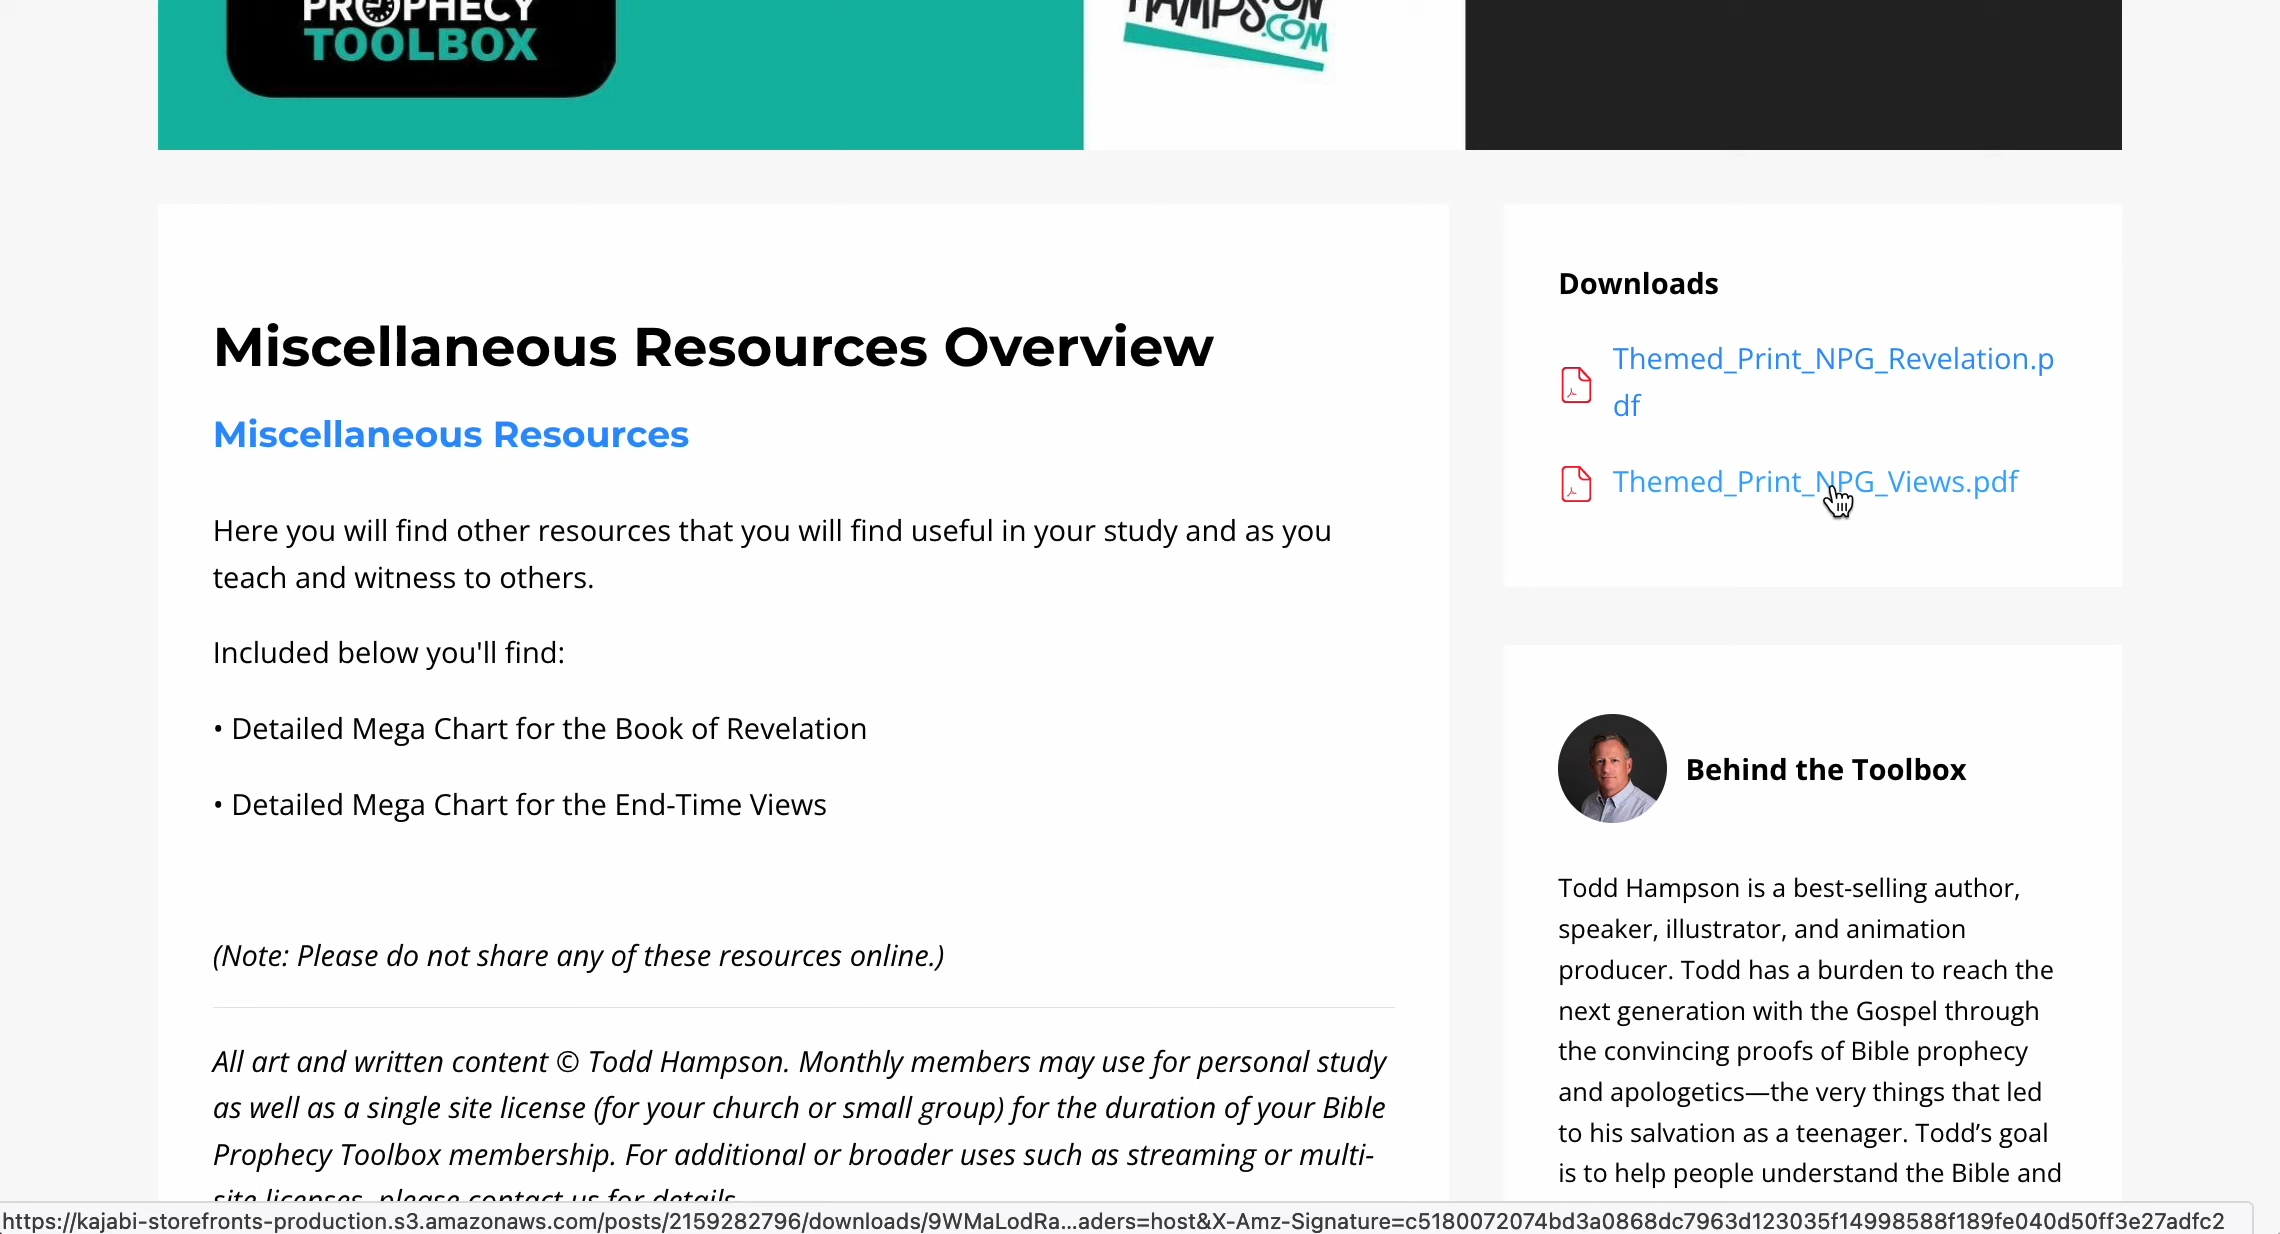 PROPHECY
TOOLBOX
HAMPSON
.COM
Miscellaneous Resources Overview
Miscellaneous Resources
Here you will find other resources that you will find useful in your study and as you
teach and witness to others.
Included below you'll find:
• Detailed Mega Chart for the Book of Revelation
• Detailed Mega Chart for the End-Time Views
(Note: Please do not share any of these resources online.)
All art and written content © Todd Hampson. Monthly members may use for personal study
as well as a single site license (for your church or small group) for the duration of your Bible
Prophecy Toolbox membership. For additional or broader uses such as streaming or multi-
site licenses, please contact us for details.
Downloads
Themed_Print_NPG_Revelation.p
df
Themed_Print_NPG_Views.pdf
Behind the Toolbox
Todd Hampson is a best-selling author,
speaker, illustrator, and animation
producer. Todd has a burden to reach the
next generation with the Gospel through
the convincing proofs of Bible prophecy
and apologetics—the very things that led
to his salvation as a teenager. Todd’s goal
is to help people understand the Bible and
https://kajabi-storefronts-production.s3.amazonaws.com/posts/2159282796/downloads/9WMaLodRa...aders=host&X-Amz-Signature=c5180072074bd3a0868dc7963d123035f14998588f189fe040d50ff3e27adfc2